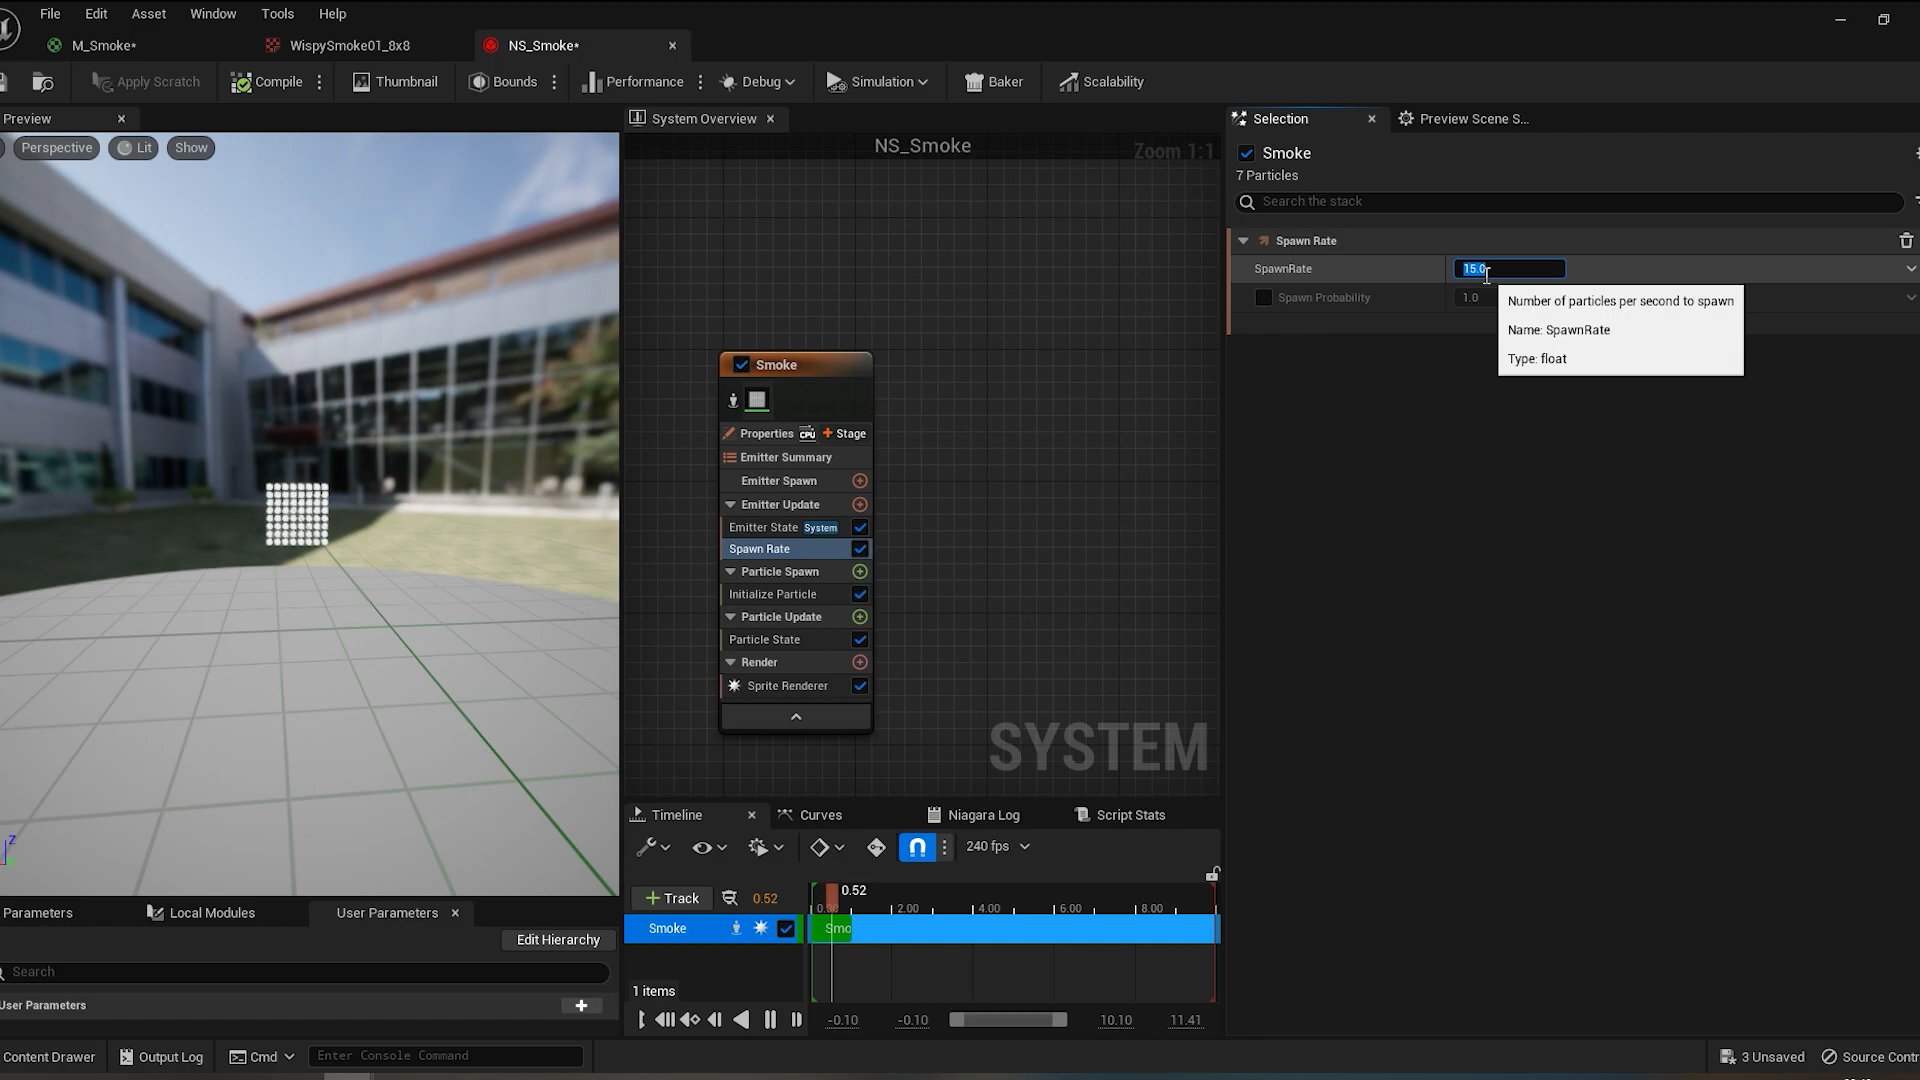 File Edit Asset Window Tools Help
M_Smoke* WispySmoke01_8x8 NS_Smoke*
Apply Scratch Compile Thumbnail Bounds Performance Debug Simulation Baker Scalability
Preview System Overview Selection Preview Scene S...
Perspective Lit Show
NS_Smoke Zoom 1:1
Smoke
7 Particles
Search the stack
Spawn Rate
SpawnRate 15.0
Spawn Probability 1.0
Number of particles per second to spawn
Name: SpawnRate
Type: float
Smoke
Properties CPU Stage
Emitter Summary
Emitter Spawn
Emitter Update
Emitter State System
Spawn Rate
Particle Spawn
Initialize Particle
Particle Update
Particle State
Render
Sprite Renderer
SYSTEM
Z
Timeline Curves Niagara Log Script Stats
240 fps
Track 0.52 0.52
2.00 4.00 6.00 8.00
Smoke Smo
1 items
-0.10 -0.10 10.10 11.41
Parameters Local Modules User Parameters
Edit Hierarchy
Search
User Parameters
Content Drawer Output Log Cmd Enter Console Command 3 Unsaved Source Contr